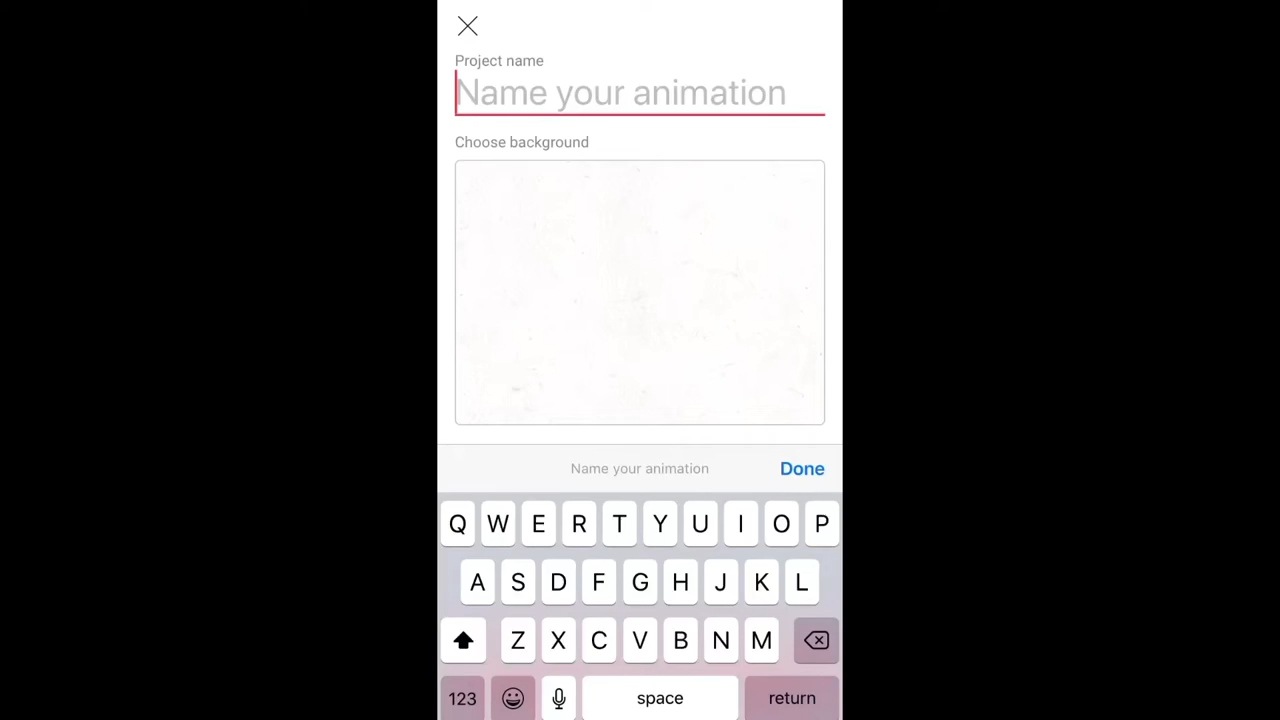 Project name
Name your animation
Choose background
Name your animation Done
Q W E R T Y U I O P
A S D F G H J K L
Z X C V B N M
123 space return